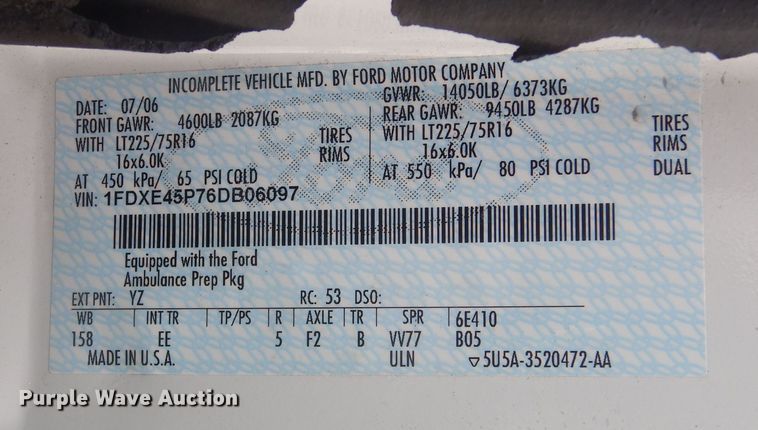 INCOMPLETE VEHICLE MFD. BY FORD MOTOR COMPANY
DATE: 07/06 GVWR: 14050LB/ 6373KG
FRONT GAWR: 4600LB 2087KG REAR GAWR: 9450LB 4287KG
WITH LT225/75R16 TIRES WITH LT225/75R16 TIRES
16x6.0K RIMS 16x6.0K RIMS
AT 450 kPa/ 65 PSI COLD AT 550 kPa/ 80 PSI COLD DUAL
VIN: 1FDXE45P76DB06097
Equipped with the Ford
Ambulance Prep Pkg
EXT PNT: YZ RC: 53 DSO:
WB INT TR TP/PS R AXLE TR SPR 6E410
158 EE 5 F2 B VV77 B05
MADE IN U.S.A. ULN ▽5U5A-3520472-AA
Purple Wave Auction